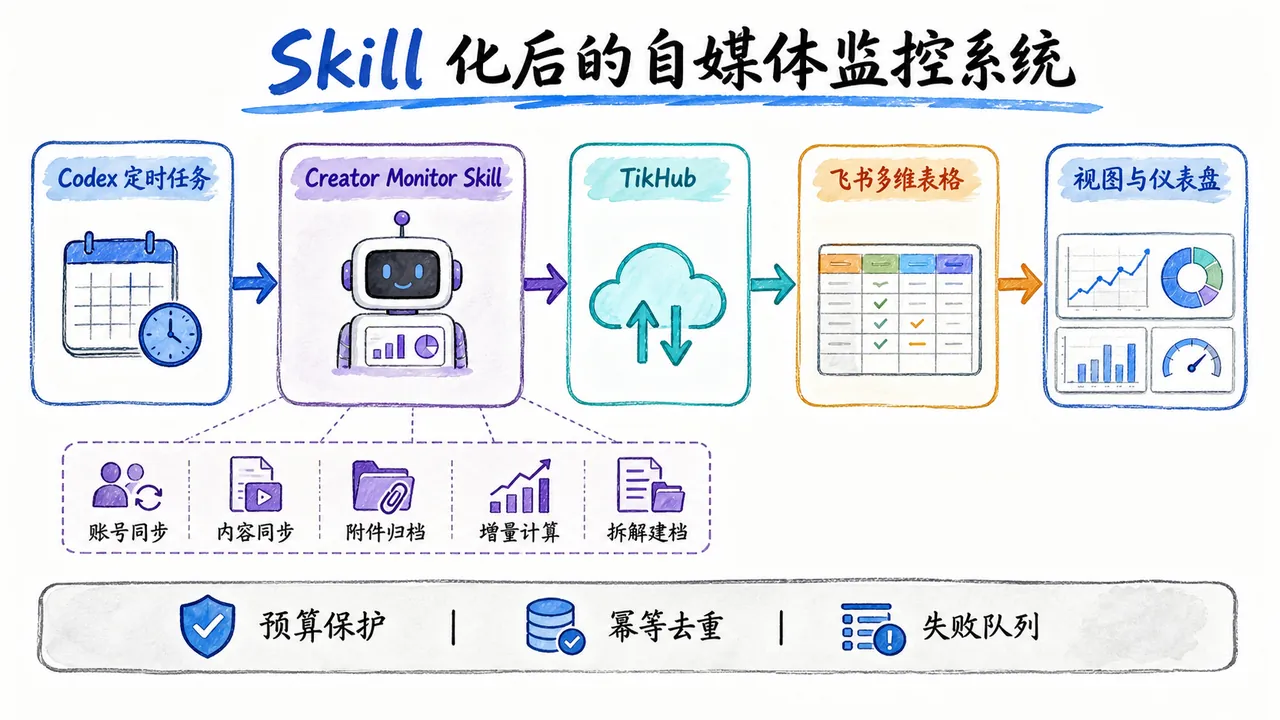 Skill 化后的自媒体监控系统
Codex 定时任务
Creator Monitor Skill
TikHub
飞书多维表格
视图与仪表盘
账号同步
内容同步
附件归档
增量计算
拆解建档
预算保护
幂等去重
失败队列